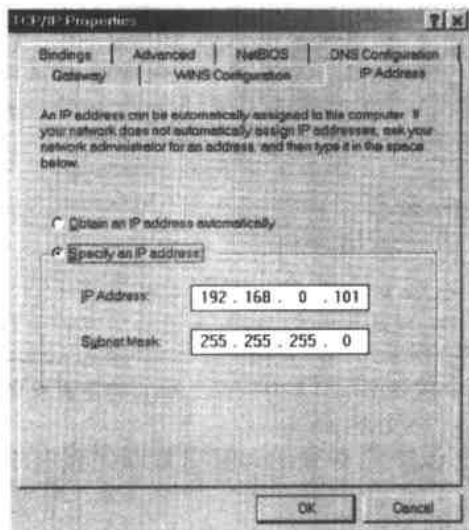 TCP/IP Properties
Bindings Advanced NetBIOS DNS Configuration
Gateway WINS Configuration IP Address
An IP address can be automatically assigned to this computer. If
your network does not automatically assign IP addresses, ask your
network administrator for an address, and then type it in the space
below.
Obtain an IP address automatically
Specify an IP address:
IP Address: 192 . 168 . 0 . 101
Subnet Mask: 255 . 255 . 255 . 0
OK Cancel